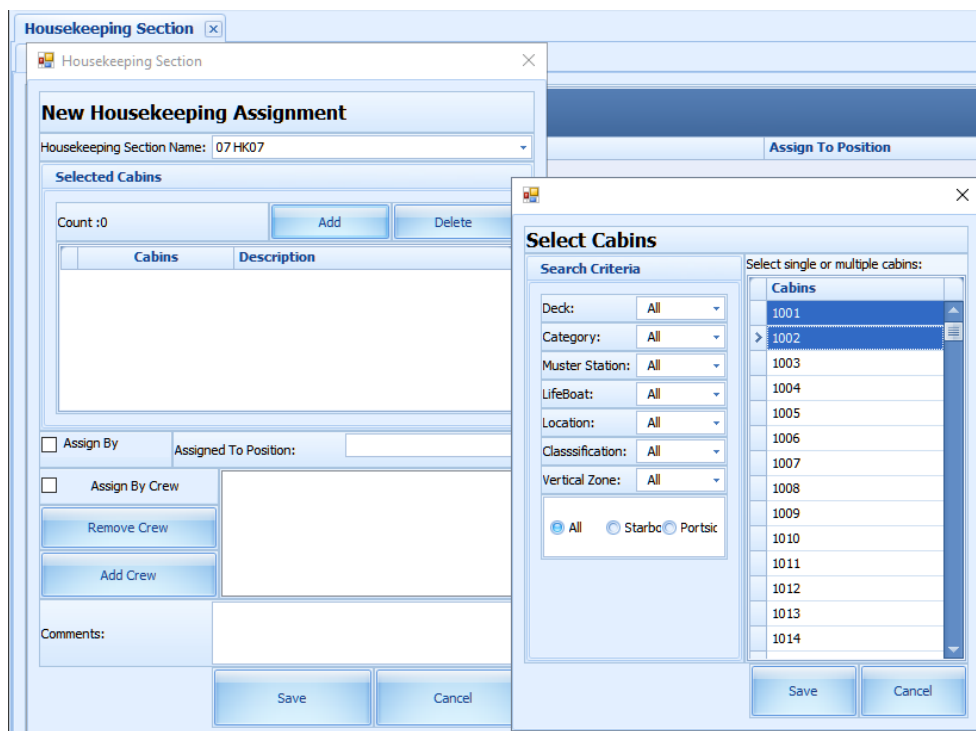 Housekeeping Section
Housekeeping Section
New Housekeeping Assignment
Housekeeping Section Name: 07 HK07
Selected Cabins
Count :0 Add Delete
Cabins Description
Assign By Assigned To Position:
Assign By Crew
Remove Crew
Add Crew
Comments:
Save Cancel
Assign To Position
Select Cabins
Search Criteria
Deck: All
Category: All
Muster Station: All
LifeBoat: All
Location: All
Classsification: All
Vertical Zone: All
All Starbo Portsic
Select single or multiple cabins:
Cabins
1001
1002
1003
1004
1005
1006
1007
1008
1009
1010
1011
1012
1013
1014
Save Cancel